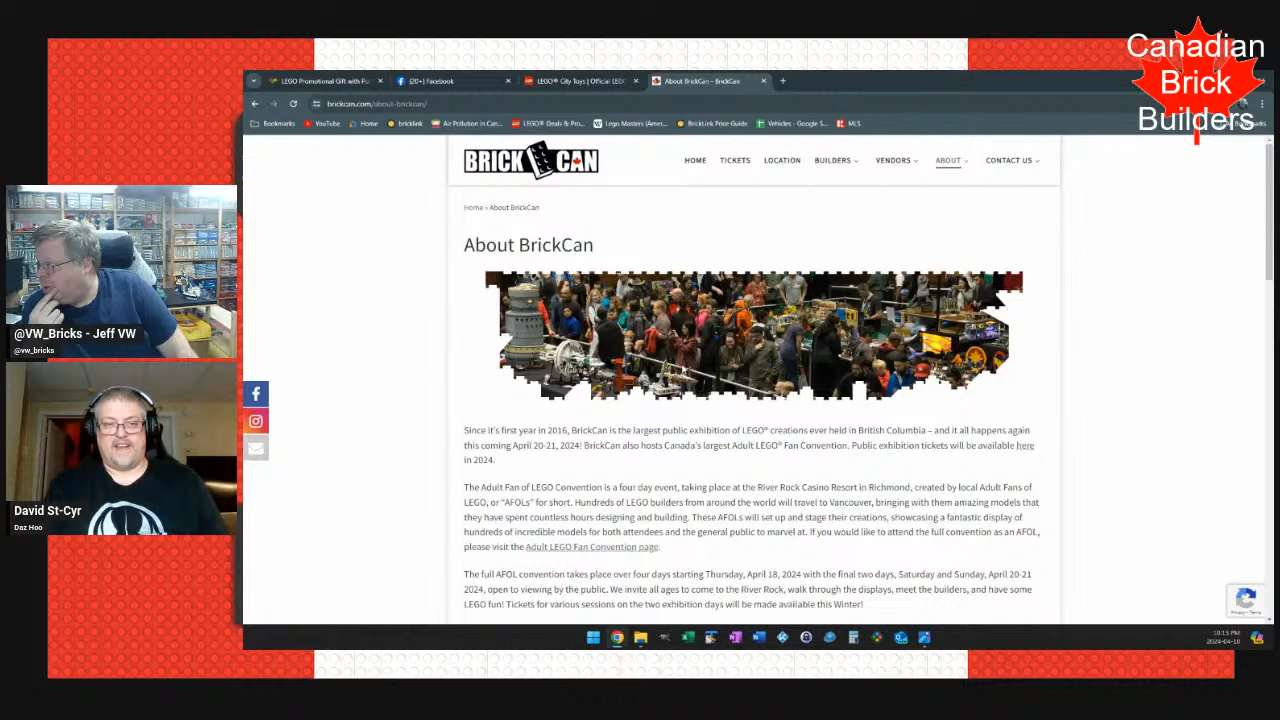 Canadian
Brick
Builders
LEGO Promotional Gift with Pu
(20+) Facebook
LEGO® City Toys | Official LEGO
About BrickCan - BrickCan
brickcan.com/about-brickcan/
Bookmarks YouTube Home bricklink Air Pollution in Can... LEGO® Deals & Pro... Lego Masters (Amer... BrickLink Price Guide Vehicles - Google S... MLS
BRICK CAN
HOME TICKETS LOCATION BUILDERS VENDORS ABOUT CONTACT US
Home » About BrickCan
About BrickCan
Since it's first year in 2016, BrickCan is the largest public exhibition of LEGO® creations ever held in British Columbia – and it all happens again
this coming April 20-21, 2024! BrickCan also hosts Canada's largest Adult LEGO® Fan Convention. Public exhibition tickets will be available here
in 2024.
The Adult Fan of LEGO Convention is a four day event, taking place at the River Rock Casino Resort in Richmond, created by local Adult Fans of
LEGO, or "AFOLs" for short. Hundreds of LEGO builders from around the world will travel to Vancouver, bringing with them amazing models that
they have spent countless hours designing and building. These AFOLs will set up and stage their creations, showcasing a fantastic display of
hundreds of incredible models for both attendees and the general public to marvel at. If you would like to attend the full convention as an AFOL,
please visit the Adult LEGO Fan Convention page.
The full AFOL convention takes place over four days starting Thursday, April 18, 2024 with the final two days, Saturday and Sunday, April 20-21
2024, open to viewing by the public. We invite all ages to come to the River Rock, walk through the displays, meet the builders, and have some
LEGO fun! Tickets for various sessions on the two exhibition days will be made available this Winter!
Privacy - Terms
@VW_Bricks - Jeff VW
@vw_bricks
David St-Cyr
Daz Hoo
10:15 PM
2024-04-10